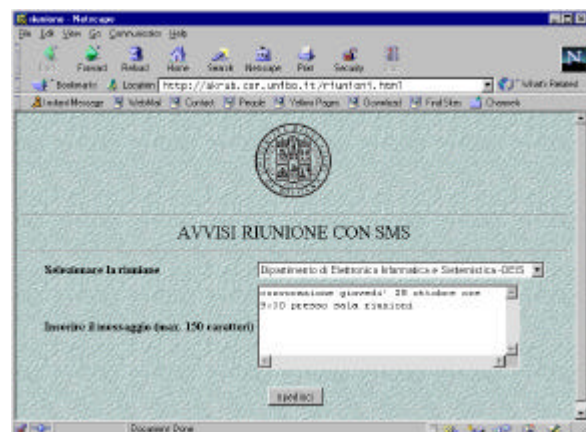 riunione - Netscape
File Edit View Go Communicator Help
Forward Reload Home Search Netscape Print Security
Bookmarks Location http://akrab.csr.unibo.it/riunioni.html What's Related
Instant Message WebMail Contact People Yellow Pages Download Find Sites Channels
AVVISI RIUNIONE CON SMS
Selezionare la riunione Dipartimento di Elettronica Informatica e Sistemistica -DEIS
convocazione giovedi' 28 ottobre ore
9:30 presso sala riunioni
Inserire il messaggio (max. 150 caratteri)
spedisci
Document Done